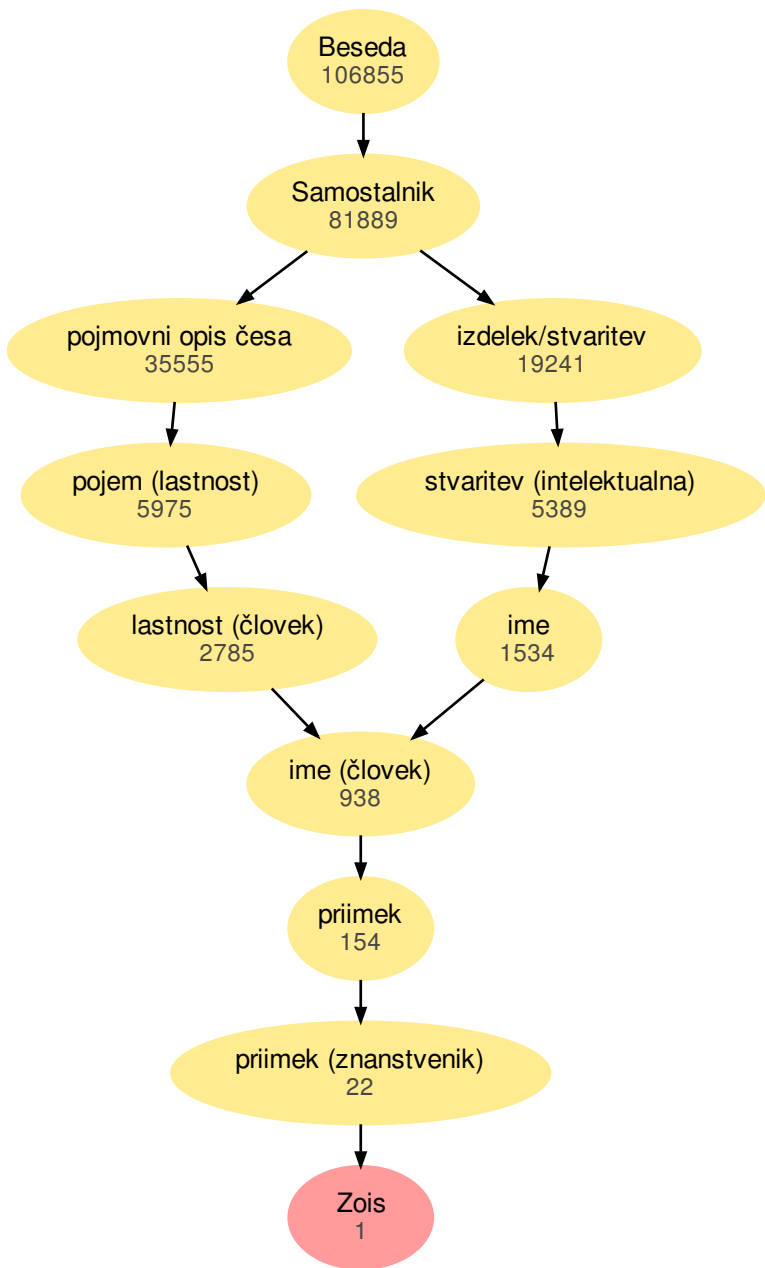 Beseda
106855
Samostalnik
81889
pojmovni opis česa
35555
izdelek/stvaritev
19241
pojem (lastnost)
5975
stvaritev (intelektualna)
5389
lastnost (človek)
2785
ime
1534
ime (človek)
938
priimek
154
priimek (znanstvenik)
22
Zois
1